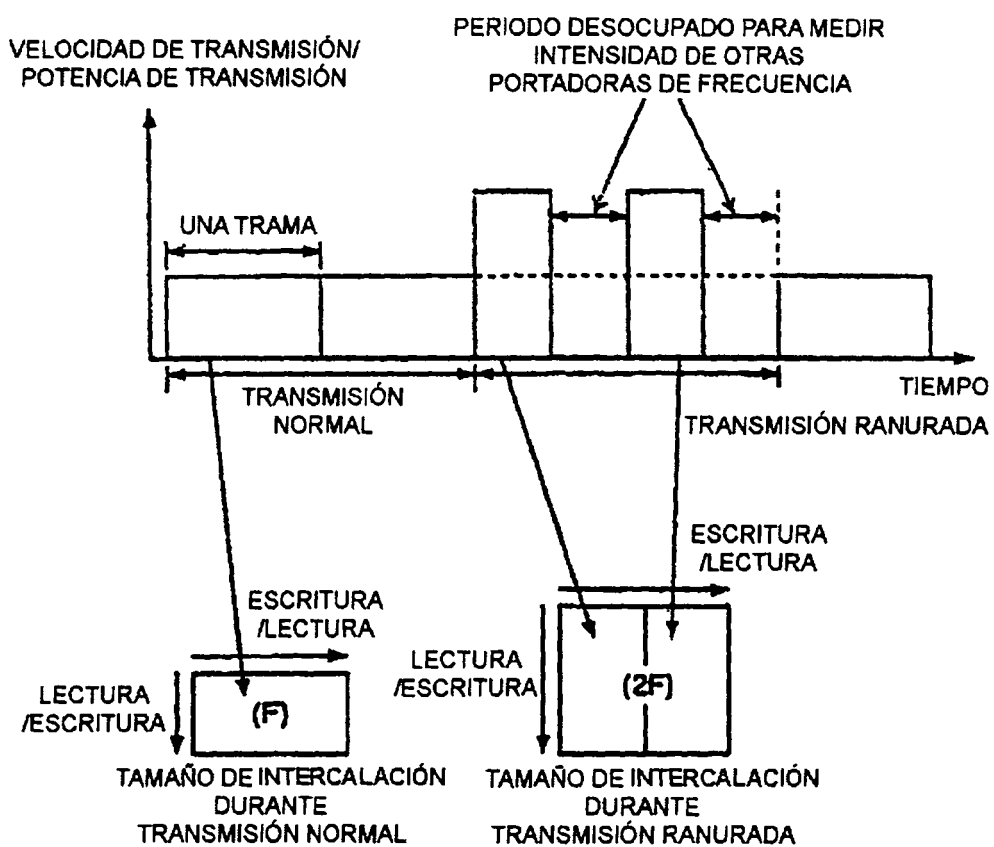 VELOCIDAD DE TRANSMISIÓN/
POTENCIA DE TRANSMISIÓN
PERIODO DESOCUPADO PARA MEDIR
INTENSIDAD DE OTRAS
PORTADORAS DE FRECUENCIA
UNA TRAMA
TIEMPO
TRANSMISIÓN
NORMAL
TRANSMISIÓN RANURADA
ESCRITURA
/LECTURA
LECTURA
/ESCRITURA
(F)
TAMAÑO DE INTERCALACIÓN
DURANTE
TRANSMISIÓN NORMAL
ESCRITURA
/LECTURA
LECTURA
/ESCRITURA
(2F)
TAMAÑO DE INTERCALACIÓN
DURANTE
TRANSMISIÓN RANURADA